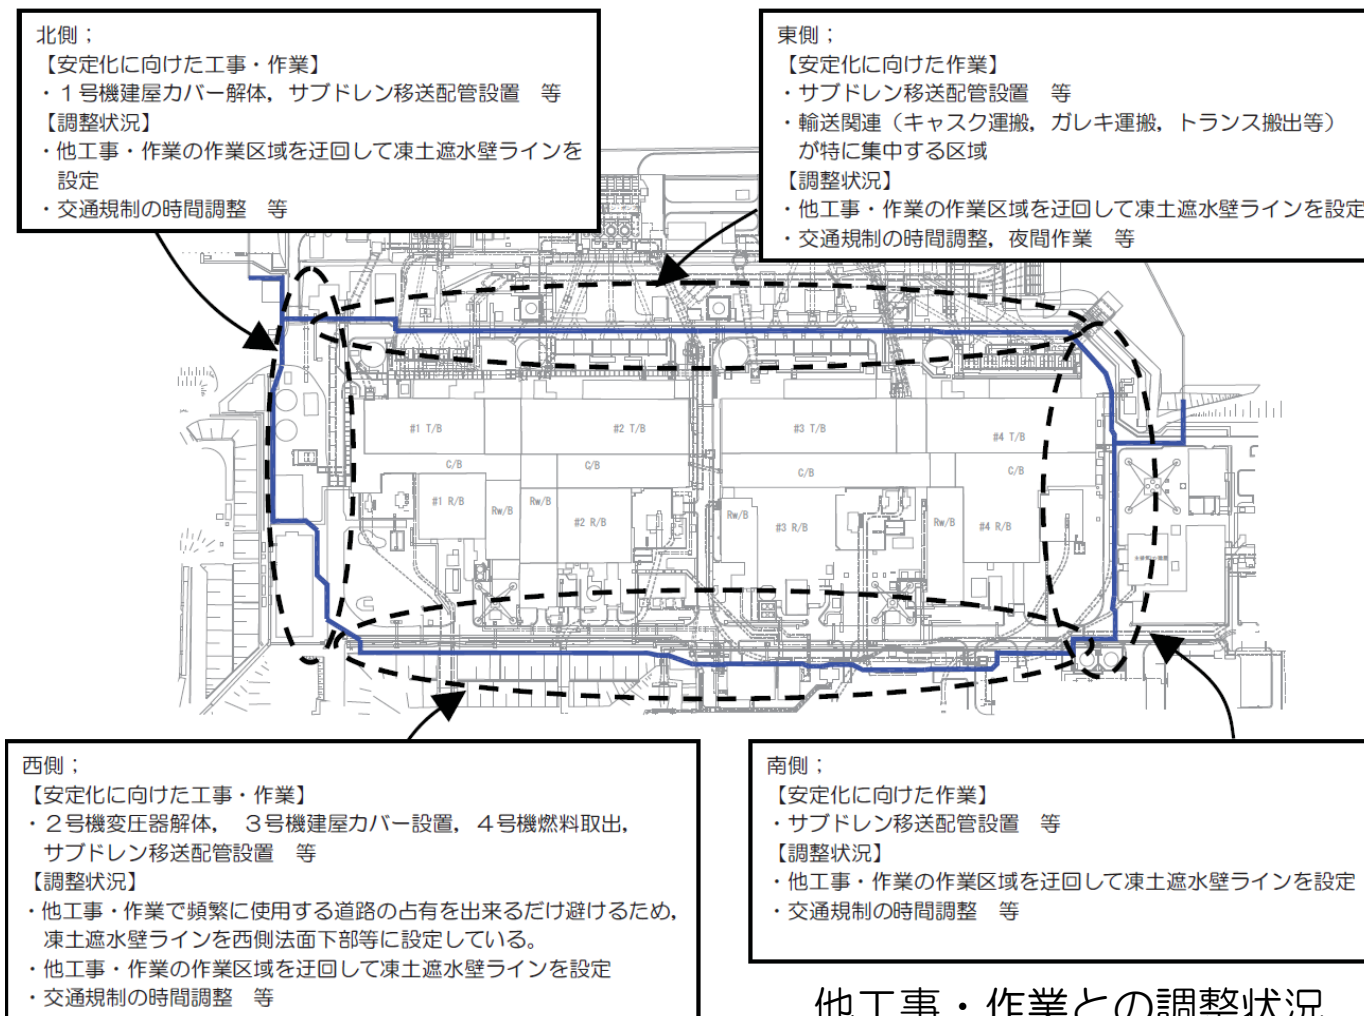 北側；
【安定化に向けた工事・作業】
・１号機建屋カバー解体，サブドレン移送配管設置　等
【調整状況】
・他工事・作業の作業区域を迂回して凍土遮水壁ラインを
設定
・交通規制の時間調整　等
東側；
【安定化に向けた作業】
・サブドレン移送配管設置　等
・輸送関連（キャスク運搬，ガレキ運搬，トランス搬出等）
が特に集中する区域
【調整状況】
・他工事・作業の作業区域を迂回して凍土遮水壁ラインを設定
・交通規制の時間調整，夜間作業　等
#1 T/B
#2 T/B
#3 T/B
#4 T/B
C/B
C/B
C/B
C/B
#1 R/B
Rw/B
Rw/B
#2 R/B
Rw/B
#3 R/B
Rw/B
#4 R/B
西側；
【安定化に向けた工事・作業】
・２号機変圧器解体，　３号機建屋カバー設置，４号機燃料取出，
サブドレン移送配管設置　等
【調整状況】
・他工事・作業で頻繁に使用する道路の占有を出来るだけ避けるため，
凍土遮水壁ラインを西側法面下部等に設定している。
・他工事・作業の作業区域を迂回して凍土遮水壁ラインを設定
・交通規制の時間調整　等
南側；
【安定化に向けた作業】
・サブドレン移送配管設置　等
【調整状況】
・他工事・作業の作業区域を迂回して凍土遮水壁ラインを設定
・交通規制の時間調整　等
他工事・作業との調整状況